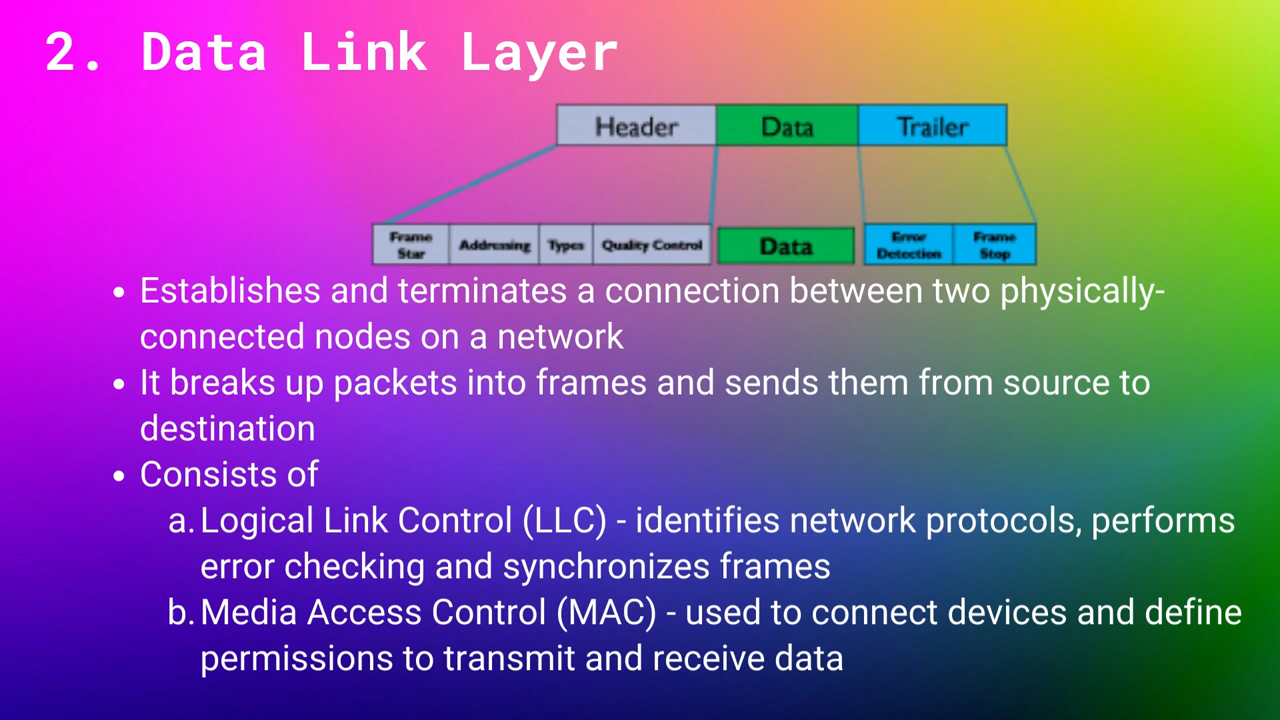 2. Data Link Layer
Header Data Trailer
Frame Star Addressing Types Quality Control Data Error Detection Frame Stop
• Establishes and terminates a connection between two physically-
connected nodes on a network
• It breaks up packets into frames and sends them from source to
destination
• Consists of
a. Logical Link Control (LLC) - identifies network protocols, performs
error checking and synchronizes frames
b. Media Access Control (MAC) - used to connect devices and define
permissions to transmit and receive data